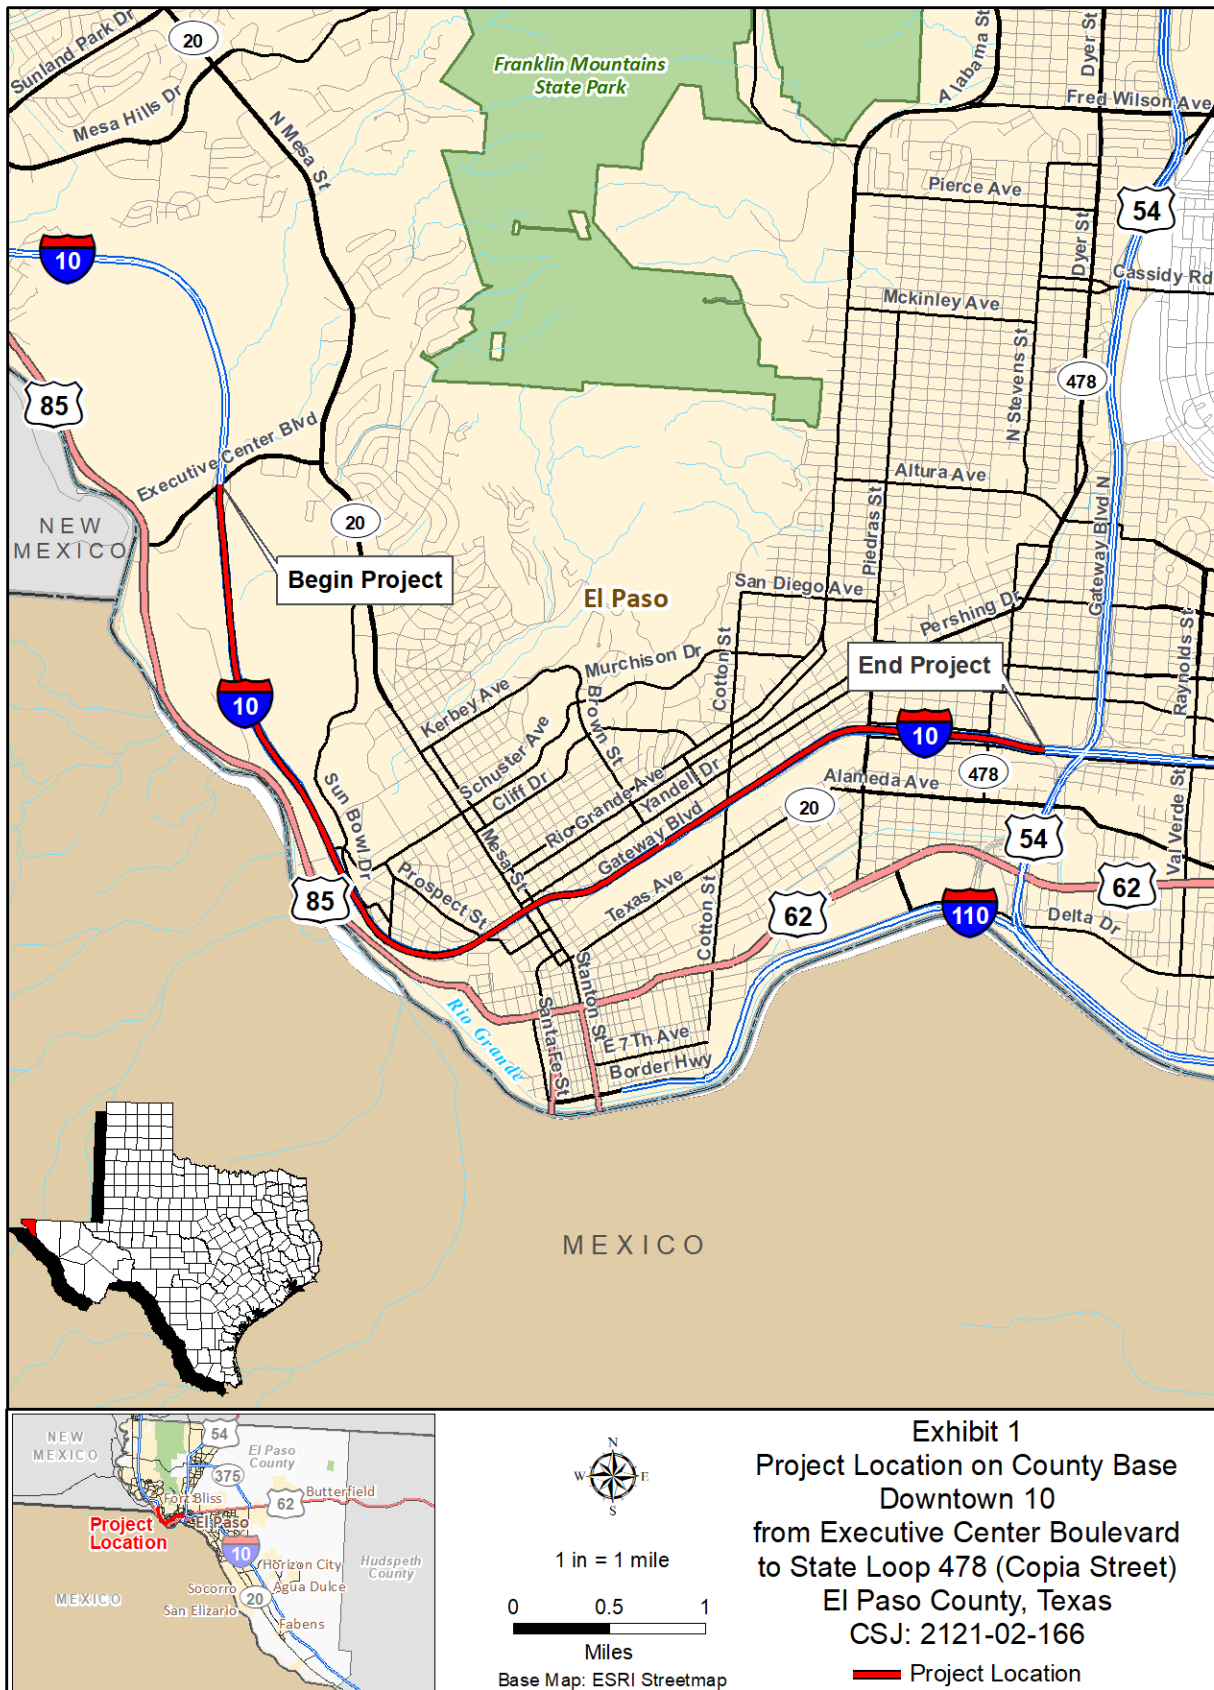 Sunland Park Dr
20
Mesa Hills Dr
N Mesa St
Franklin Mountains
State Park
Alabama St
Dyer St
Fred Wilson Ave
Pierce Ave
54
Dyer St
Cassidy Rd
10
Mckinley Ave
N Stevens St
478
85
Executive Center Blvd
Altura Ave
Gateway Blvd N
20
NEW
MEXICO
Piedras St
Begin Project
San Diego Ave
El Paso
Pershing Dr
Raynolds St
Cotton St
Murchison Dr
End Project
10
Kerbey Ave
Brown St
Schuster Ave
10
Cliff Dr
478
Alameda Ave
Sun Bowl Dr
Rio Grande Ave
Yandell Dr
20
Val Verde St
Mesa St
Gateway Blvd
54
Prospect St
Texas Ave
85
62
62
Cotton St
110
Delta Dr
Stanton St
Rio Grande
Santa Fe St
E 7Th Ave
Border Hwy
MEXICO
NEW
MEXICO
54
El Paso
County
375
Fort Bliss
62
Butterfield
Project
Location
El Paso
10
Horizon City
Hudspeth
County
Socorro
Agua Dulce
MEXICO
20
San Elizario
Fabens
N
W
E
S
1 in = 1 mile
0 0.5 1
Miles
Base Map: ESRI Streetmap
Exhibit 1
Project Location on County Base
Downtown 10
from Executive Center Boulevard
to State Loop 478 (Copia Street)
El Paso County, Texas
CSJ: 2121-02-166
Project Location